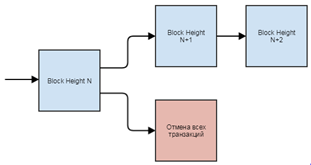 Block Height N
Block Height
N+1
Block Height
N+2
Отмена всех
транзакций